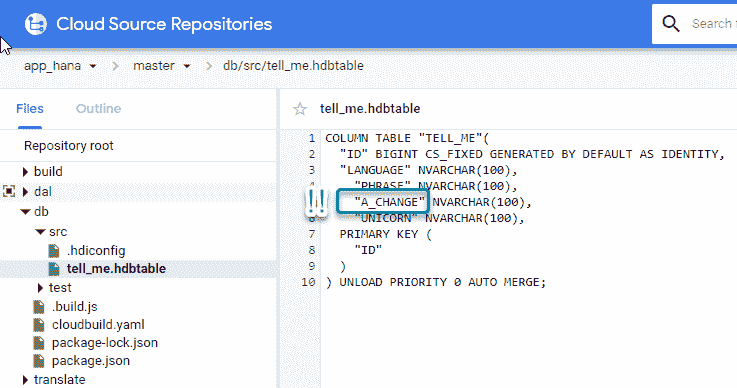 Cloud Source Repositories
Search f
app_hana
master
db/src/tell_me.hdbtable
Files
Outline
tell_me.hdbtable
Repository root
build
dal
db
src
.hdiconfig
tell_me.hdbtable
test
.build.js
cloudbuild.yaml
package-lock.json
package.json
translate
1 COLUMN TABLE "TELL_ME"(
2 "ID" BIGINT CS_FIXED GENERATED BY DEFAULT AS IDENTITY,
3 "LANGUAGE" NVARCHAR(100),
4 "PHRASE" NVARCHAR(100),
!! "A_CHANGE" NVARCHAR(100),
6 "UNICORN" NVARCHAR(100),
7 PRIMARY KEY (
8 "ID"
9 )
10 ) UNLOAD PRIORITY 0 AUTO MERGE;